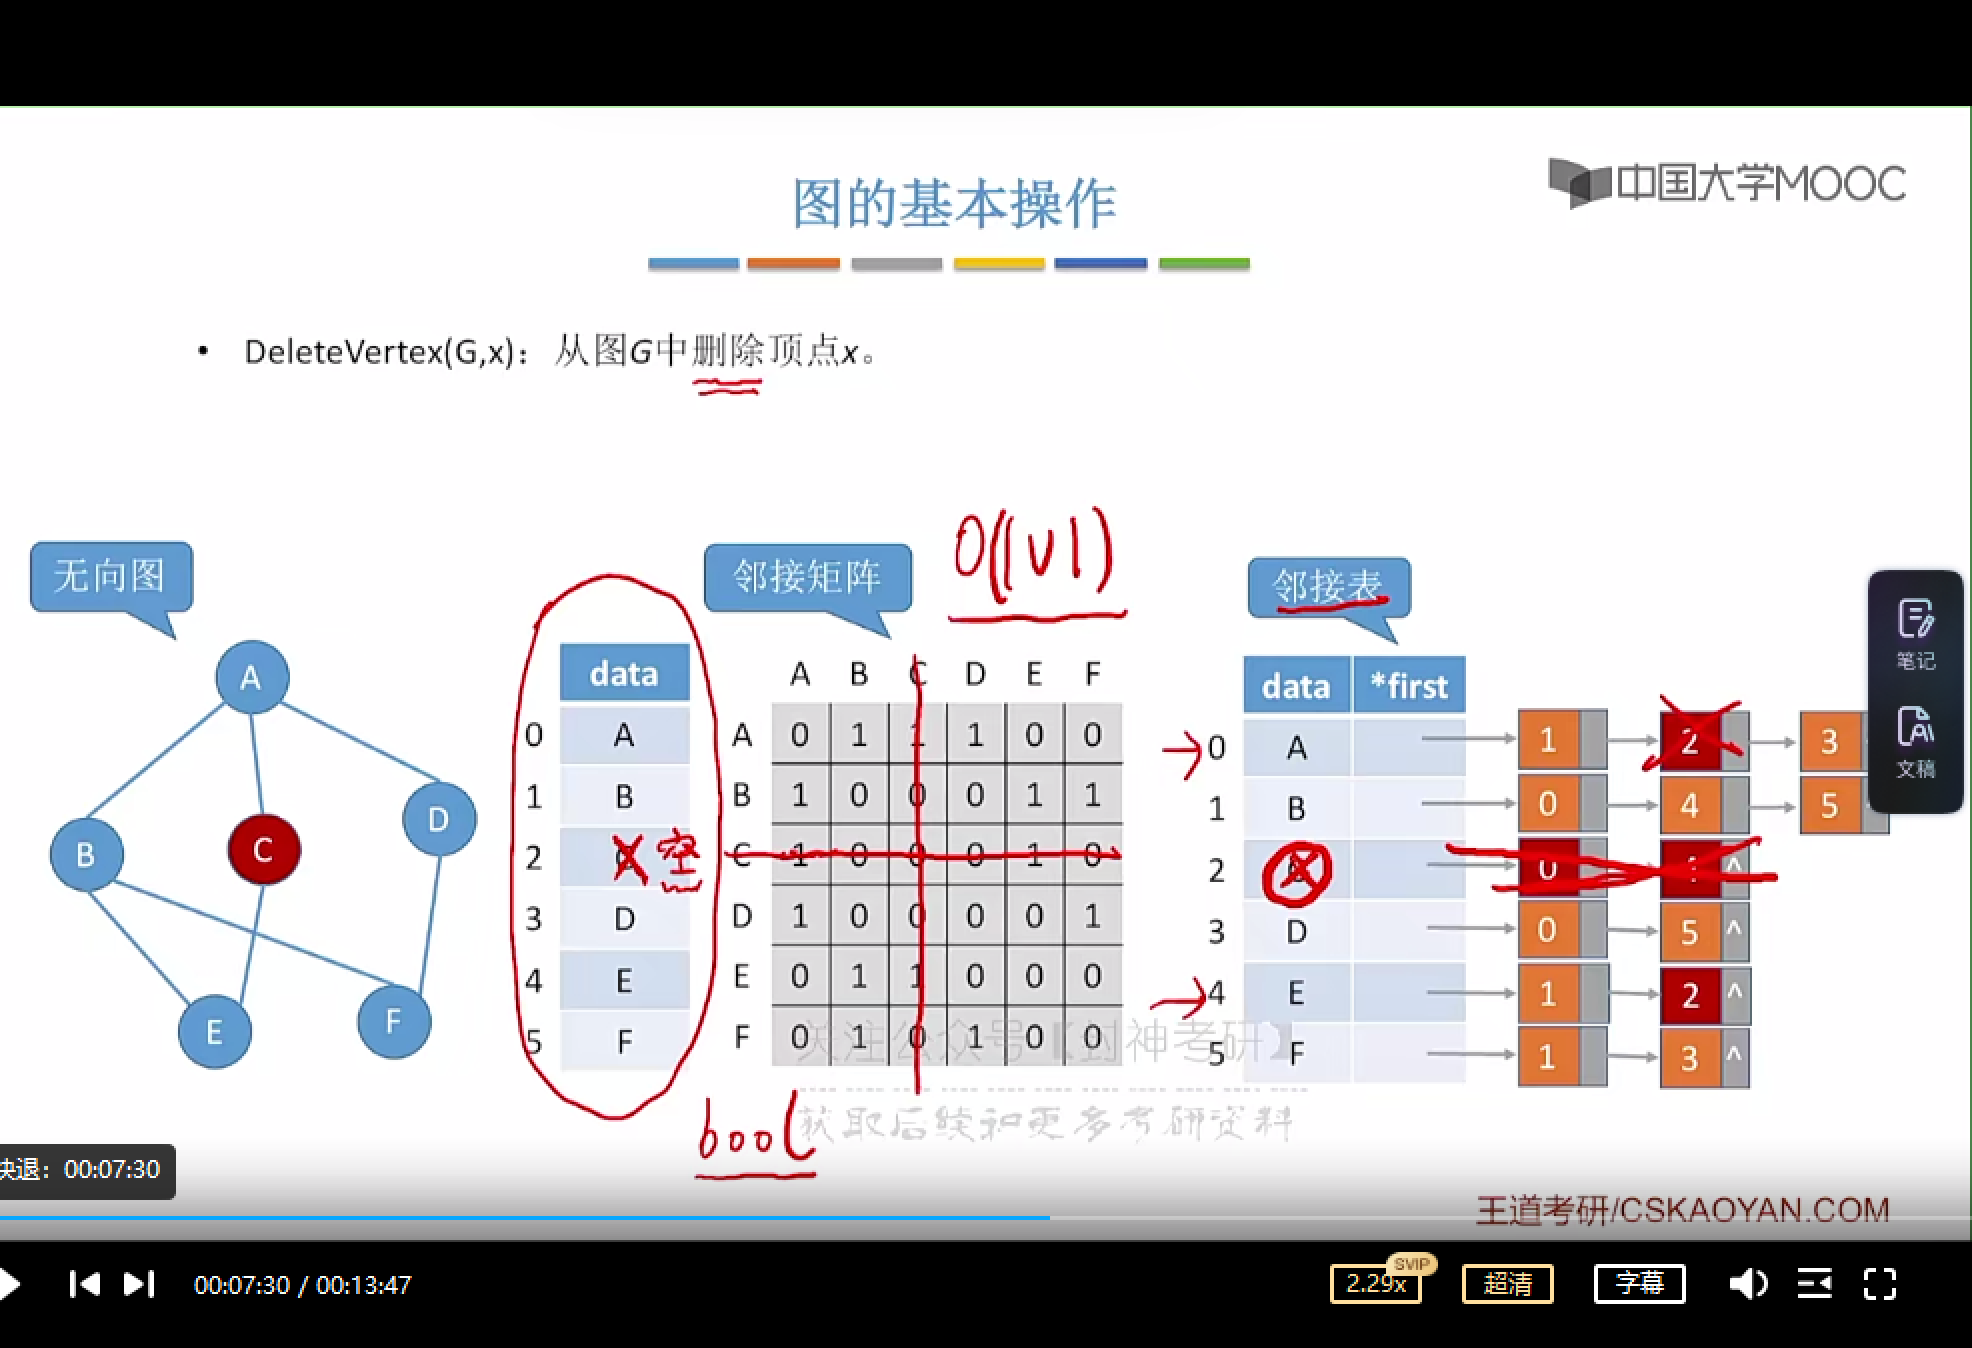 中国大学MOOC
图的基本操作
• DeleteVertex(G,x)：从图G中删除顶点x。
O(|V|)
无向图
邻接矩阵
邻接表
A
B
C
D
E
F
data
0 A
1 B
2 空
3 D
4 E
5 F
A B C D E F
A 0 1 1 1 0 0
B 1 0 0 0 1 1
C 1 0 0 0 1 0
D 1 0 0 0 0 1
E 0 1 1 0 0 0
F 0 1 0 1 0 0
bool
data *first
0 A 1 2 3
1 B 0 4 5
2 0 ^
3 D 0 5 ^
4 E 1 2 ^
5 F 1 3 ^
笔记
文稿
关注公众号【封神考研】
获取后续和更多考研资料
快退：00:07:30
王道考研/CSKAOYAN.COM
00:07:30 / 00:13:47
2.29x
SVIP
超清
字幕